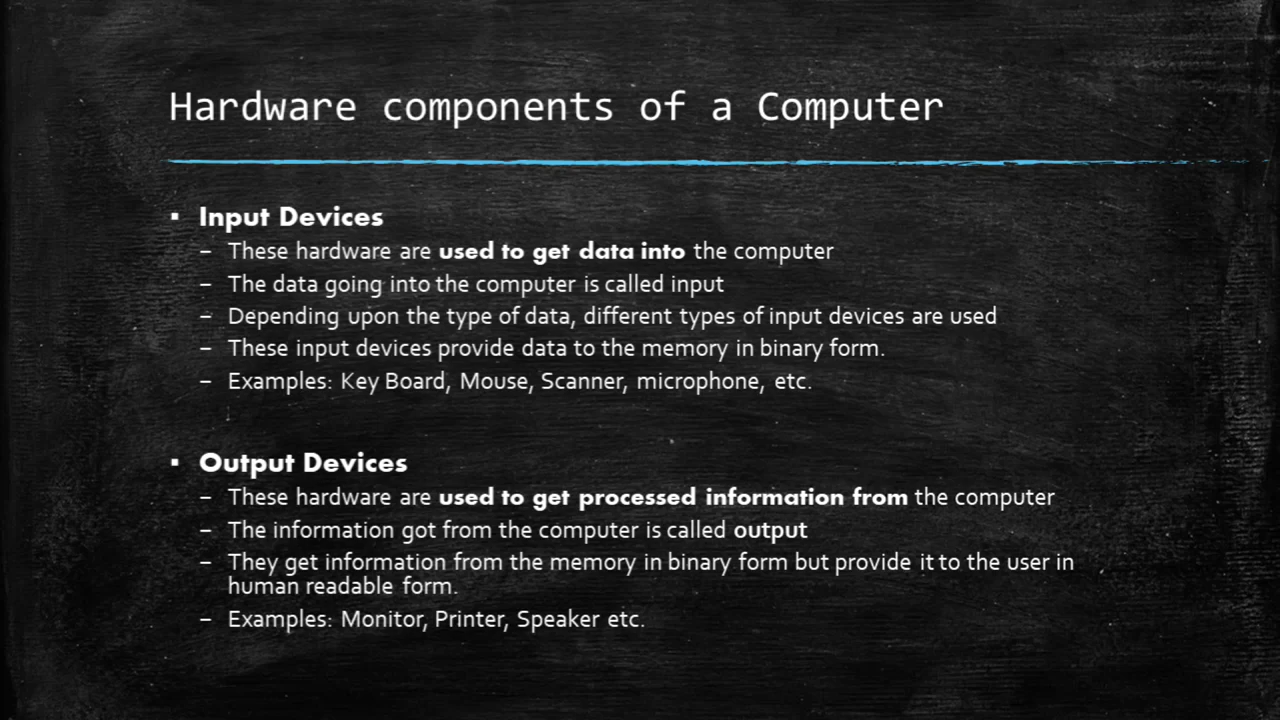 Hardware components of a Computer
▪ Input Devices
– These hardware are used to get data into the computer
– The data going into the computer is called input
– Depending upon the type of data, different types of input devices are used
– These input devices provide data to the memory in binary form.
– Examples: Key Board, Mouse, Scanner, microphone, etc.
▪ Output Devices
– These hardware are used to get processed information from the computer
– The information got from the computer is called output
– They get information from the memory in binary form but provide it to the user in
human readable form.
– Examples: Monitor, Printer, Speaker etc.